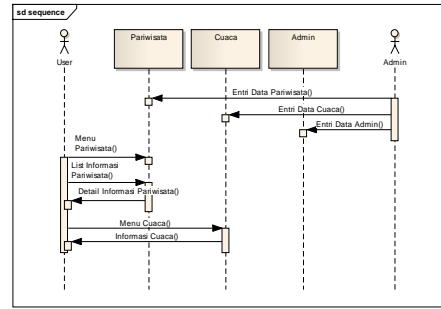 sd sequence
Pariwisata
Cuaca
Admin
User
Admin
Entri Data Pariwisata()
Entri Data Cuaca()
Entri Data Admin()
Menu
Pariwisata()
List Informasi
Pariwisata()
Detail Informasi Pariwisata()
Menu Cuaca()
Informasi Cuaca()